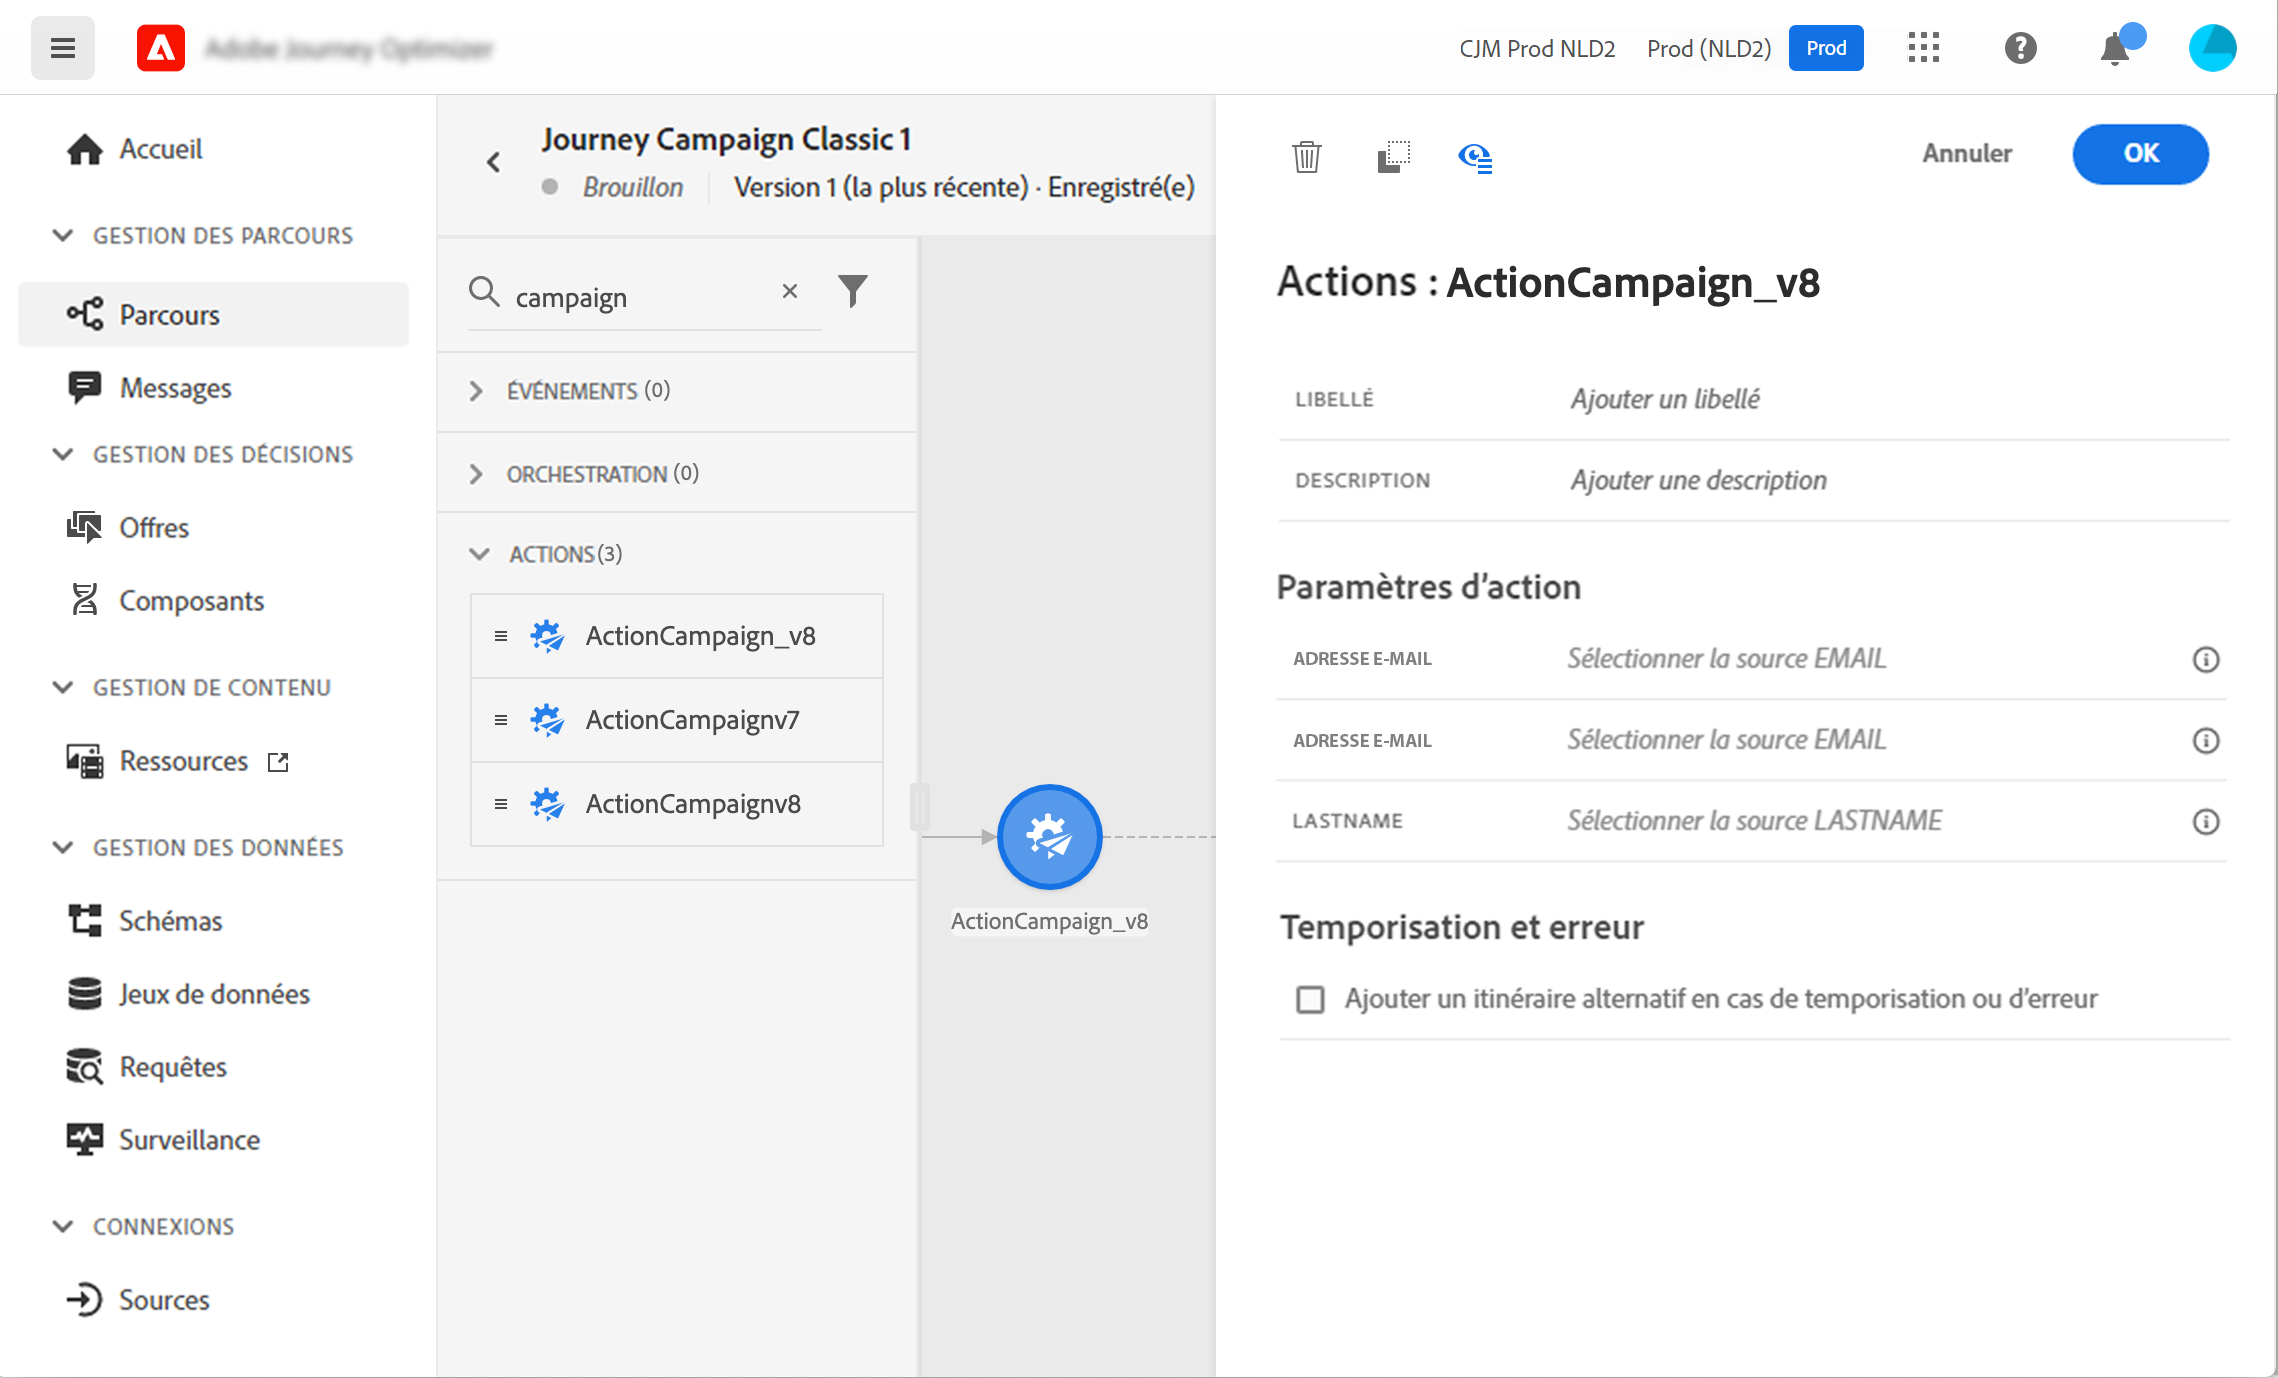 CJM Prod NLD2 Prod (NLD2) Prod
Accueil
GESTION DES PARCOURS
Parcours
Messages
GESTION DES DÉCISIONS
Offres
Composants
GESTION DE CONTENU
Ressources
GESTION DES DONNÉES
Schémas
Jeux de données
Requêtes
Surveillance
CONNEXIONS
Sources
Journey Campaign Classic 1
Brouillon Version 1 (la plus récente) · Enregistré(e)
campaign
ÉVÉNEMENTS (0)
ORCHESTRATION (0)
ACTIONS (3)
ActionCampaign_v8
ActionCampaignv7
ActionCampaignv8
ActionCampaign_v8
Annuler OK
Actions : ActionCampaign_v8
LIBELLÉ Ajouter un libellé
DESCRIPTION Ajouter une description
Paramètres d’action
ADRESSE E-MAIL Sélectionner la source EMAIL
ADRESSE E-MAIL Sélectionner la source EMAIL
LASTNAME Sélectionner la source LASTNAME
Temporisation et erreur
Ajouter un itinéraire alternatif en cas de temporisation ou d’erreur